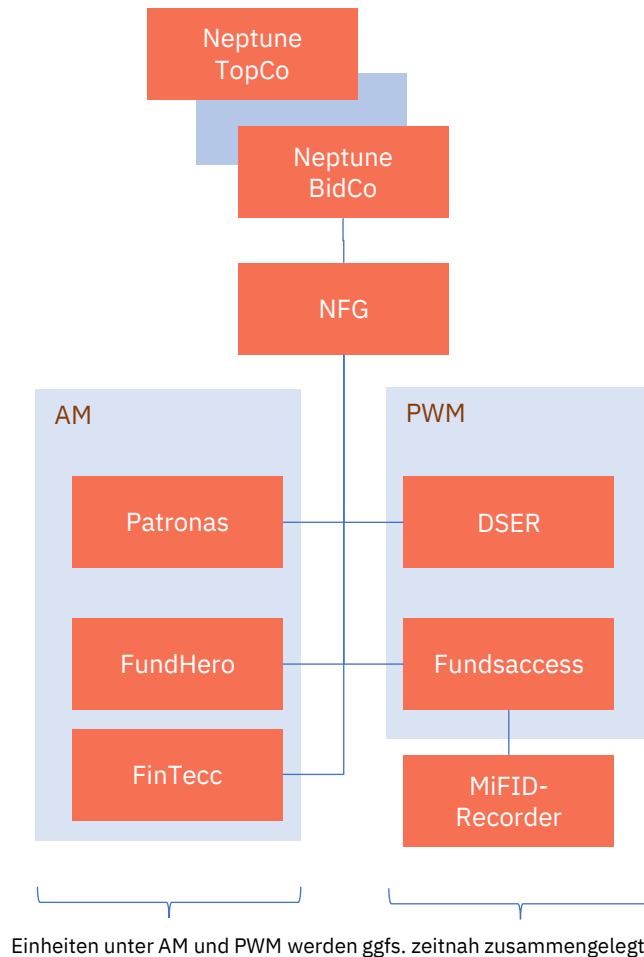 Neptune
TopCo
Neptune
BidCo
NFG
AM
PWM
Patronas
DSER
FundHero
Fundsaccess
FinTecc
MiFID-
Recorder
Einheiten unter AM und PWM werden ggfs. zeitnah zusammengelegt